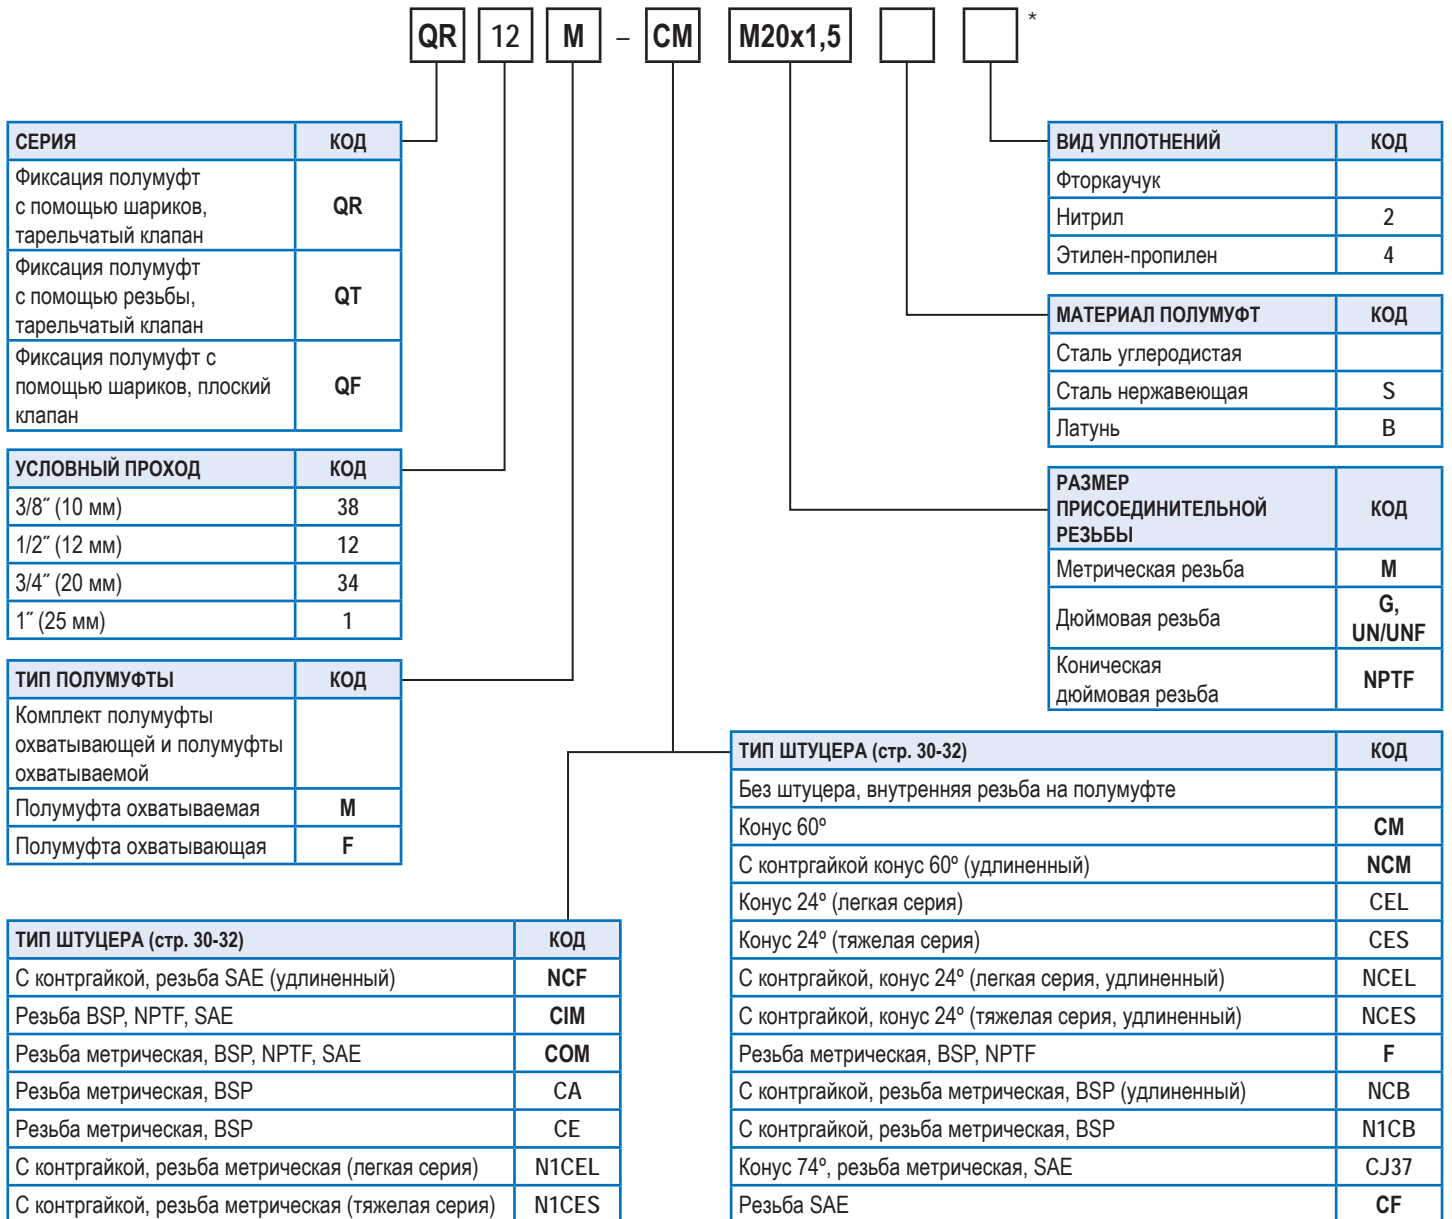 QR 12 M – CM M20x1,5 *
СЕРИЯ КОД
Фиксация полумуфт
с помощью шариков,
тарельчатый клапан
QR
Фиксация полумуфт
с помощью резьбы,
тарельчатый клапан
QT
Фиксация полумуфт с
помощью шариков, плоский
клапан
QF
УСЛОВНЫЙ ПРОХОД КОД
3/8˝ (10 мм) 38
1/2˝ (12 мм) 12
3/4˝ (20 мм) 34
1˝ (25 мм) 1
ТИП ПОЛУМУФТЫ КОД
Комплект полумуфты
охватывающей и полумуфты
охватываемой
Полумуфта охватываемая M
Полумуфта охватывающая F
ВИД УПЛОТНЕНИЙ КОД
Фторкаучук
Нитрил 2
Этилен-пропилен 4
МАТЕРИАЛ ПОЛУМУФТ КОД
Сталь углеродистая
Сталь нержавеющая S
Латунь B
РАЗМЕР
ПРИСОЕДИНИТЕЛЬНОЙ
РЕЗЬБЫ
КОД
Метрическая резьба M
Дюймовая резьба
G,
UN/UNF
Коническая
дюймовая резьба
NPTF
ТИП ШТУЦЕРА (стр. 30-32) КОД
NCF
С контргайкой, резьба SAE (удлиненный)
Резьба BSP, NPTF, SAE CIM
Резьба метрическая, BSP, NPTF, SAE COM
Резьба метрическая, BSP CA
Резьба метрическая, BSP CE
С контргайкой, резьба метрическая (легкая серия) N1CEL
С контргайкой, резьба метрическая (тяжелая серия) N1CES
ТИП ШТУЦЕРА (стр. 30-32) КОД
Без штуцера, внутренняя резьба на полумуфте
Конус 60º CM
С контргайкой конус 60º (удлиненный) NCM
Конус 24º (легкая серия) CEL
Конус 24º (тяжелая серия) CES
С контргайкой, конус 24º (легкая серия, удлиненный) NCEL
С контргайкой, конус 24º (тяжелая серия, удлиненный) NCES
Резьба метрическая, BSP, NPTF F
С контргайкой, резьба метрическая, BSP (удлиненный) NCB
С контргайкой, резьба метрическая, BSP N1CB
Конус 74º, резьба метрическая, SAE CJ37
Резьба SAE CF